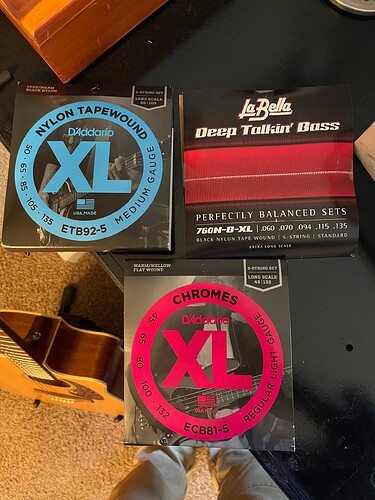 DEEP/WARM
BLACK NYLON
5-STRING SET
LONG SCALE
50|135
NYLON TAPEWOUND
D'Addario
XL
USA MADE
50 · 65 · 85 · 105 · 135
MEDIUM GAUGE
ETB92-5
La Bella
Deep Talkin' Bass
PERFECTLY BALANCED SETS
760N-B-XL | .060 .070 .094 .115 .135
BLACK NYLON TAPE WOUND | 5-STRING | STANDARD
EXTRA LONG SCALE
WARM/MELLOW
FLAT WOUND
5-STRING SET
LONG SCALE
45|132
CHROMES
D'Addario
XL
45 · 65 · 80 · 100 · 132
REGULAR LIGHT GAUGE
ECB81-5